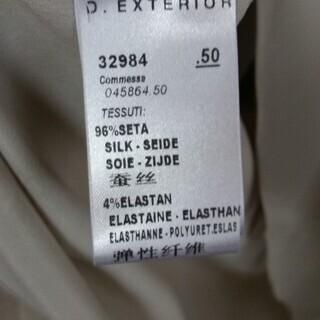 D. EXTERIOR
32984 .50
Commessa
045864.50
TESSUTI:
96%SETA
SILK - SEIDE
SOIE - ZIJDE
蚕丝
4%ELASTAN
ELASTAINE - ELASTHAN
ELASTHANNE - POLYURET.ESLAS
弹性纤维